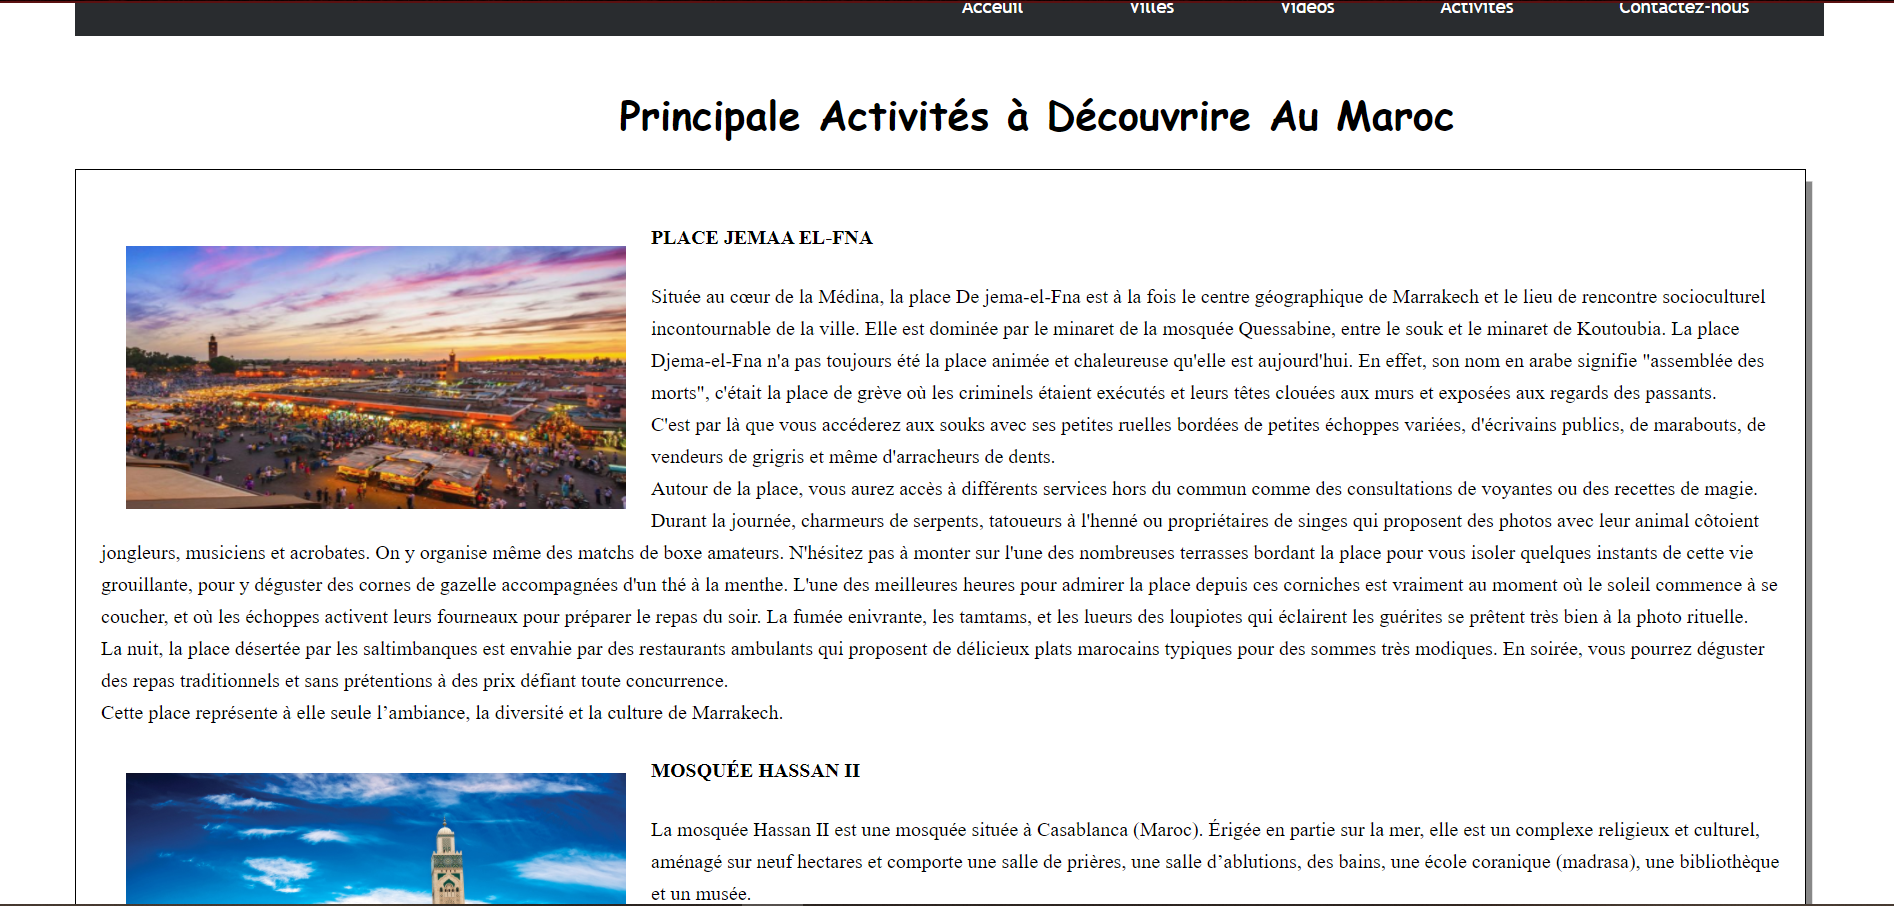 Acceuil Villes Videos Activites Contactez-nous
Principale Activités à Découvrire Au Maroc
PLACE JEMAA EL-FNA
Située au cœur de la Médina, la place De jema-el-Fna est à la fois le centre géographique de Marrakech et le lieu de rencontre socioculturel
incontournable de la ville. Elle est dominée par le minaret de la mosquée Quessabine, entre le souk et le minaret de Koutoubia. La place
Djema-el-Fna n'a pas toujours été la place animée et chaleureuse qu'elle est aujourd'hui. En effet, son nom en arabe signifie "assemblée des
morts", c'était la place de grève où les criminels étaient exécutés et leurs têtes clouées aux murs et exposées aux regards des passants.
C'est par là que vous accéderez aux souks avec ses petites ruelles bordées de petites échoppes variées, d'écrivains publics, de marabouts, de
vendeurs de grigris et même d'arracheurs de dents.
Autour de la place, vous aurez accès à différents services hors du commun comme des consultations de voyantes ou des recettes de magie.
Durant la journée, charmeurs de serpents, tatoueurs à l'henné ou propriétaires de singes qui proposent des photos avec leur animal côtoient
jongleurs, musiciens et acrobates. On y organise même des matchs de boxe amateurs. N'hésitez pas à monter sur l'une des nombreuses terrasses bordant la place pour vous isoler quelques instants de cette vie
grouillante, pour y déguster des cornes de gazelle accompagnées d'un thé à la menthe. L'une des meilleures heures pour admirer la place depuis ces corniches est vraiment au moment où le soleil commence à se
coucher, et où les échoppes activent leurs fourneaux pour préparer le repas du soir. La fumée enivrante, les tamtams, et les lueurs des loupiotes qui éclairent les guérites se prêtent très bien à la photo rituelle.
La nuit, la place désertée par les saltimbanques est envahie par des restaurants ambulants qui proposent de délicieux plats marocains typiques pour des sommes très modiques. En soirée, vous pourrez déguster
des repas traditionnels et sans prétentions à des prix défiant toute concurrence.
Cette place représente à elle seule l’ambiance, la diversité et la culture de Marrakech.
MOSQUÉE HASSAN II
La mosquée Hassan II est une mosquée située à Casablanca (Maroc). Érigée en partie sur la mer, elle est un complexe religieux et culturel,
aménagé sur neuf hectares et comporte une salle de prières, une salle d’ablutions, des bains, une école coranique (madrasa), une bibliothèque
et un musée.